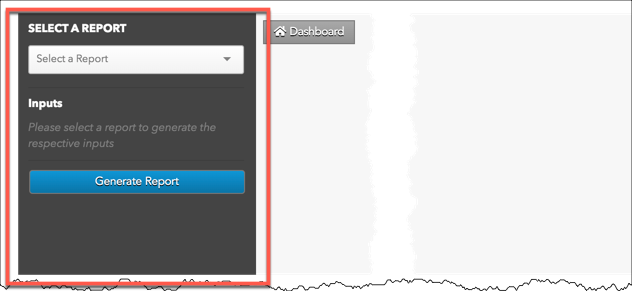 SELECT A REPORT
Dashboard
Select a Report
Inputs
Please select a report to generate the
respective inputs
Generate Report